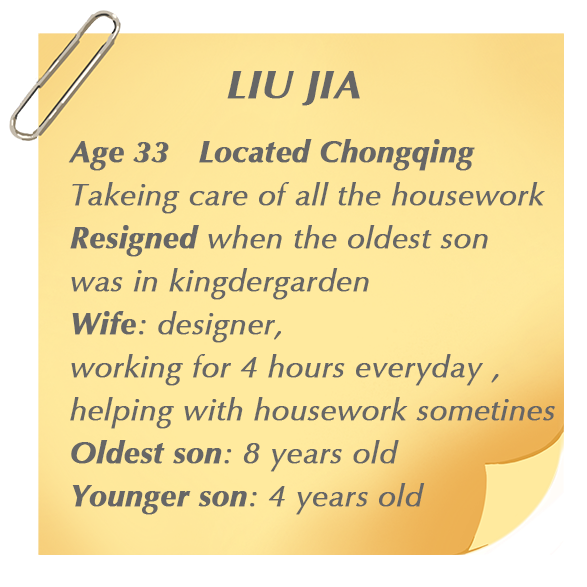 LIU JIA
Age 33 Located Chongqing
Takeing care of all the housework
Resigned when the oldest son
was in kingdergarden
Wife: designer,
working for 4 hours everyday ,
helping with housework sometines
Oldest son: 8 years old
Younger son: 4 years old